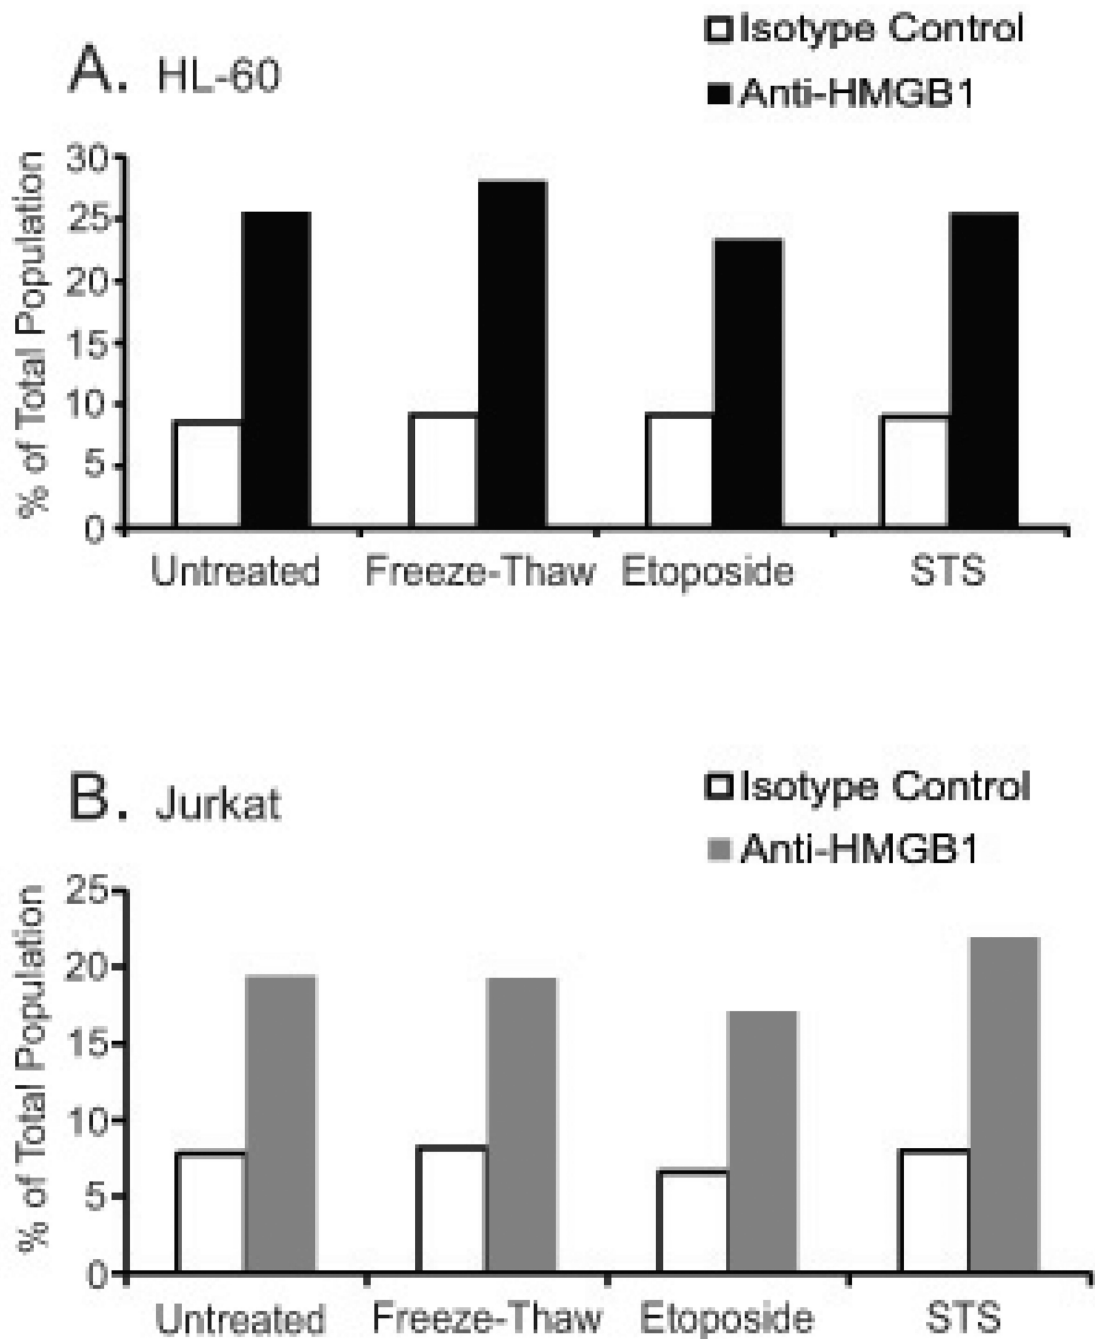 A. HL-60
Isotype Control
Anti-HMGB1
% of Total Population
30
25
20
15
10
5
0
Untreated Freeze-Thaw Etoposide STS
B. Jurkat
Isotype Control
Anti-HMGB1
% of Total Population
25
20
15
10
5
0
Untreated Freeze-Thaw Etoposide STS